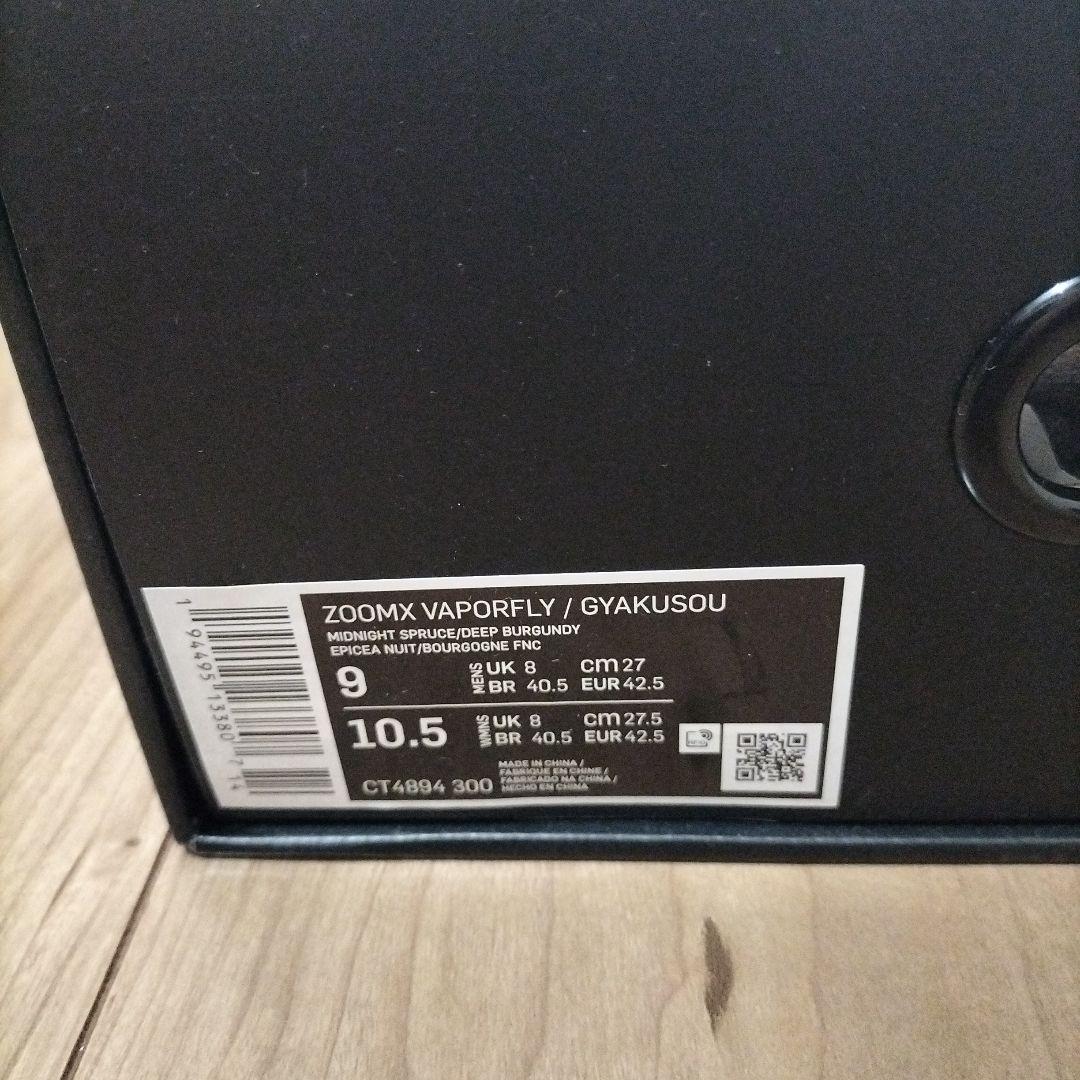 ZOOMX VAPORFLY / GYAKUSOU
MIDNIGHT SPRUCE/DEEP BURGUNDY
EPICEA NUIT/BOURGOGNE FNC
9 MENS UK 8 cm 27
BR 40.5 EUR 42.5
10.5 WMNS UK 8 cm 27.5
BR 40.5 EUR 42.5
CT4894 300
MADE IN CHINA /
FABRIQUE EN CHINE /
FABRICADO NA CHINA /
HECHO EN CHINA
1 94495 13380 7 14